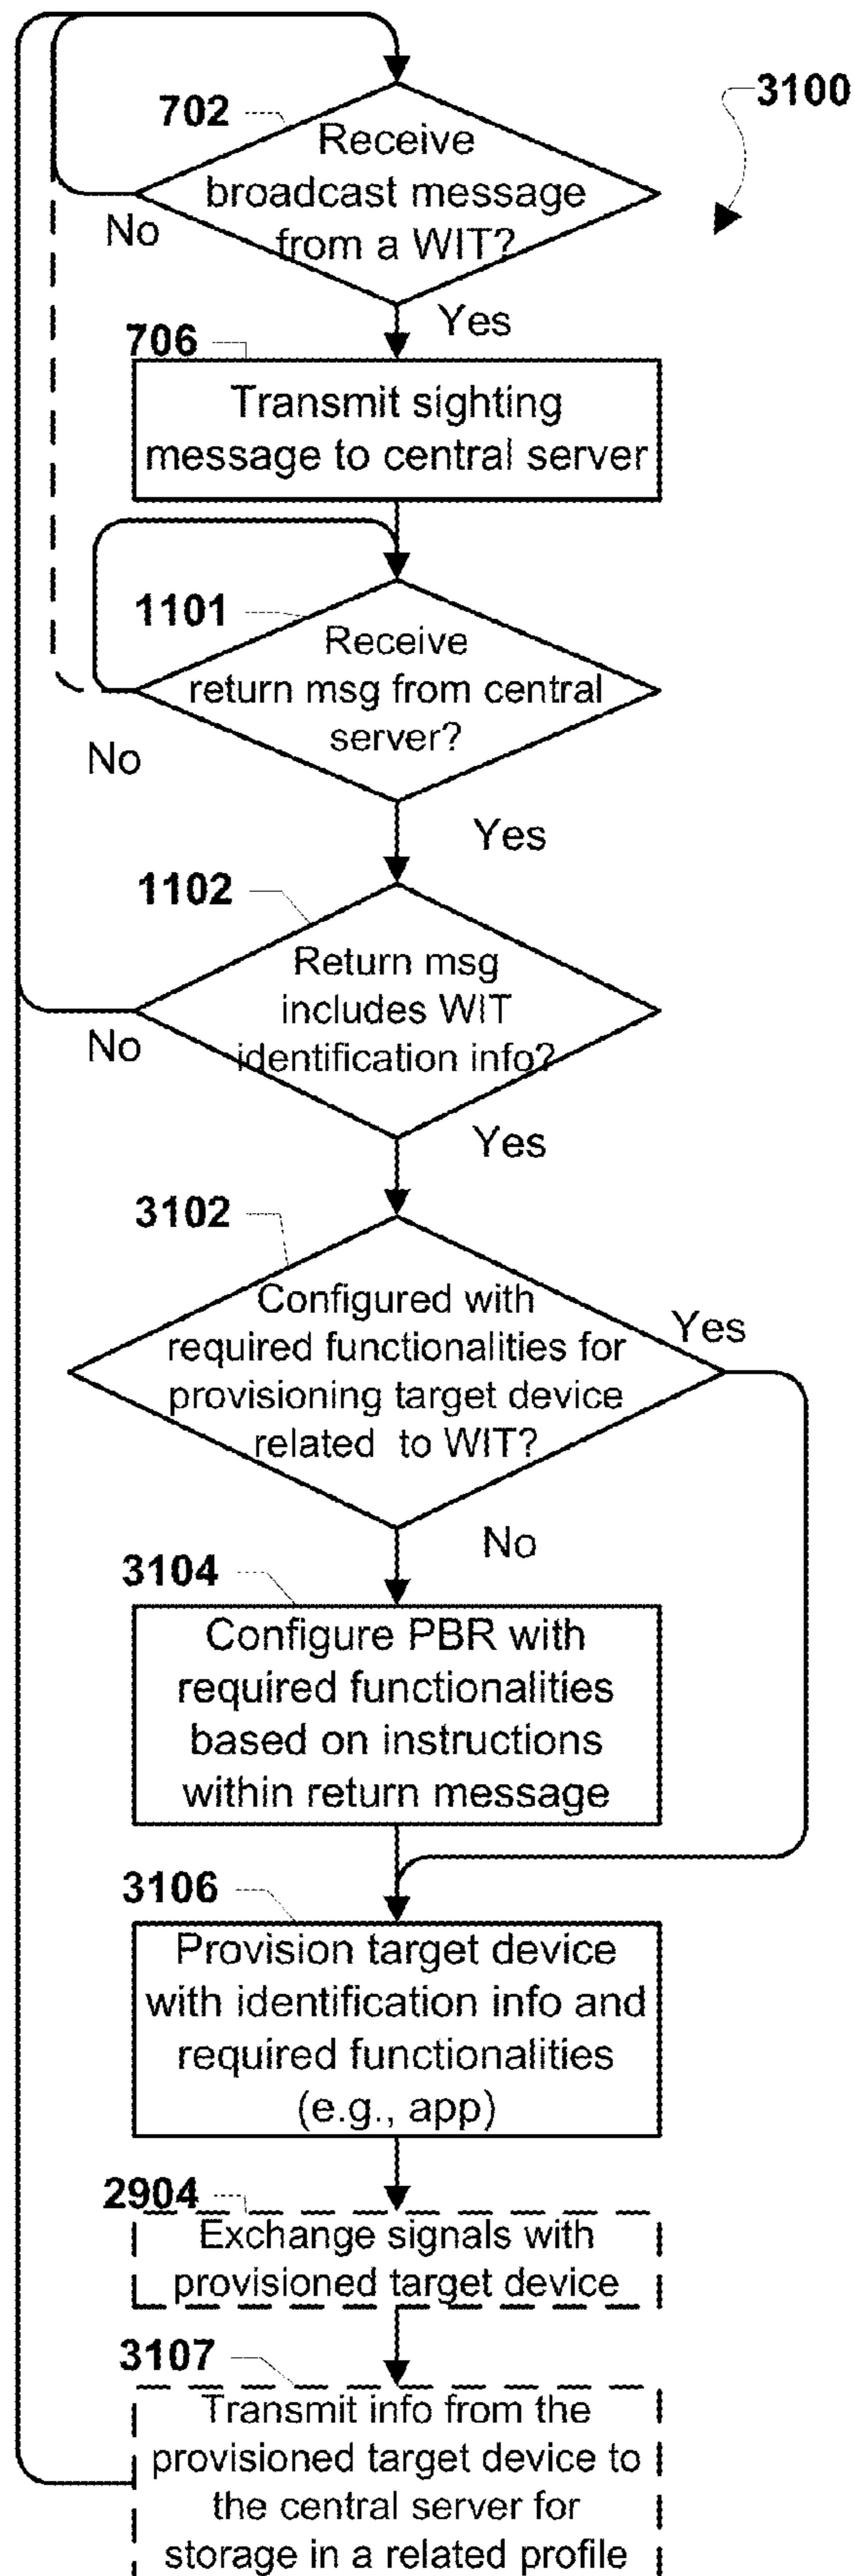 3100
702
Receive
broadcast message
from a WIT?
No
Yes
706
Transmit sighting
message to central server
1101
Receive
return msg from central
server?
No
Yes
1102
Return msg
includes WIT
identification info?
No
Yes
3102
Configured with
required functionalities for
provisioning target device
related to WIT?
Yes
No
3104
Configure PBR with
required functionalities
based on instructions
within return message
3106
Provision target device
with identification info and
required functionalities
(e.g., app)
2904
Exchange signals with
provisioned target device
3107
Transmit info from the
provisioned target device to
the central server for
storage in a related profile